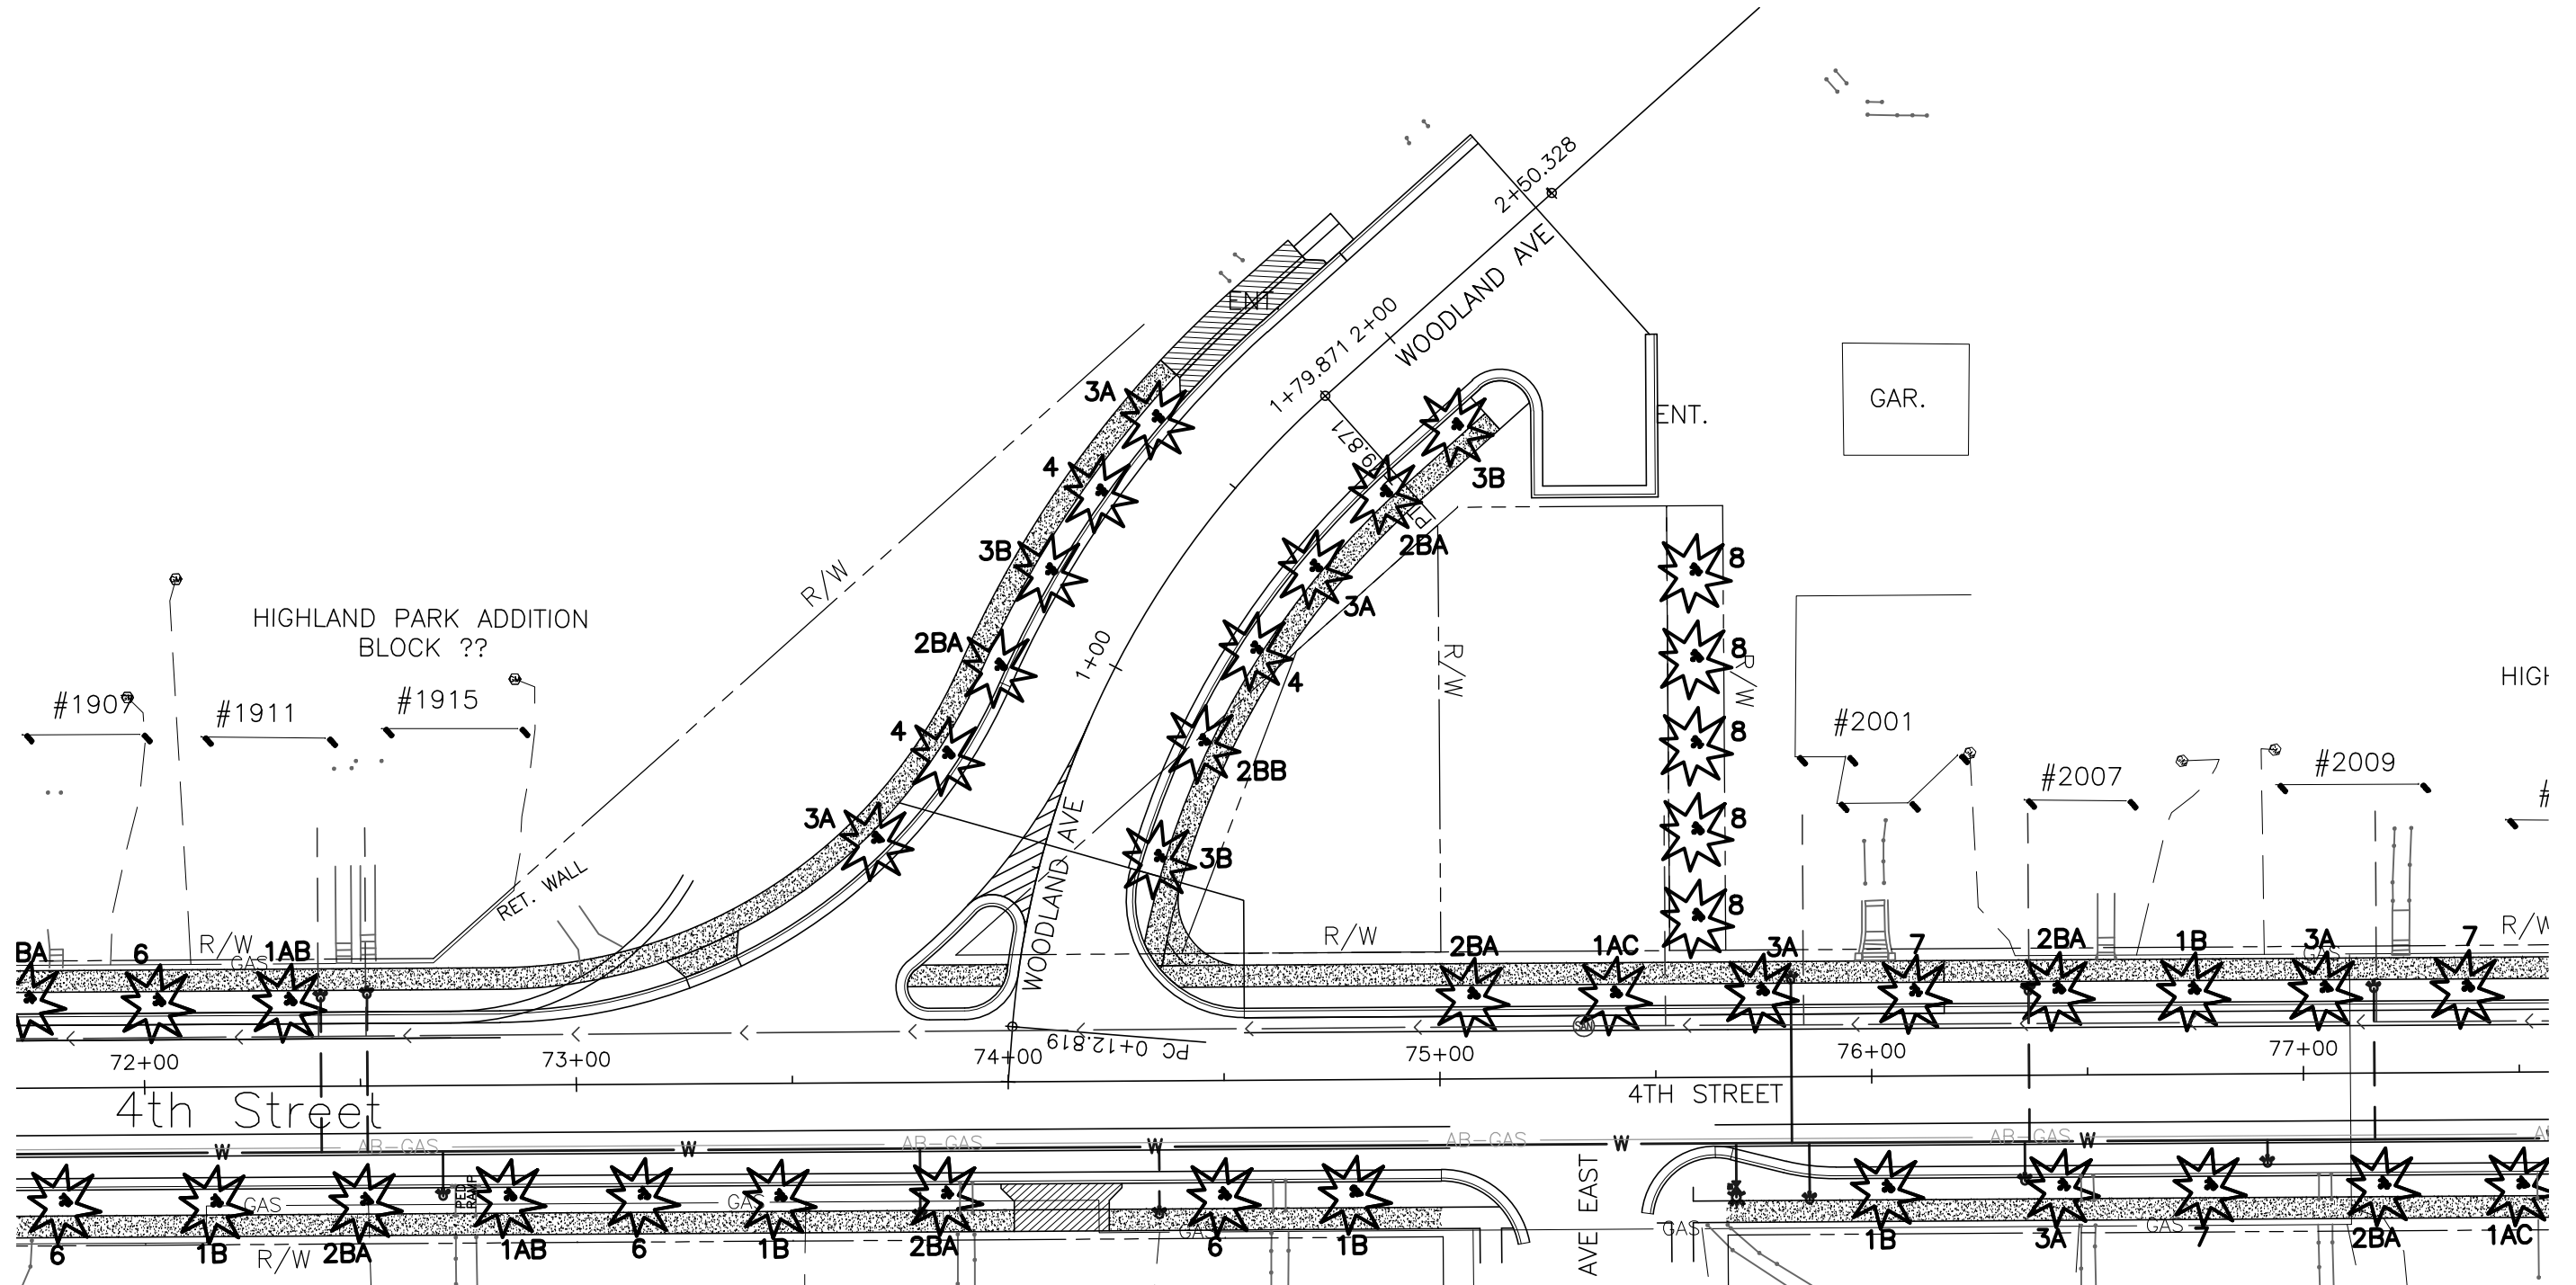 2+50.328
WOODLAND AVE
ENT
1+79.871 2+00
3A
GAR.
ENT.
4
3B
2BA
3B
3A
8
R/W
HIGHLAND PARK ADDITION
BLOCK ??
2BA
1+00
4
R/W
8
R/W
#1907
#1911
#1915
4
2BB
8
#2001
#2007
#2009
3A
WOODLAND AVE
3B
8
RET. WALL
8
BA
6
R/W
GAS
1AB
R/W
2BA
1AC
3A
7
2BA
1B
3A
7
R/W
PC 0+12.819
72+00
73+00
74+00
75+00
76+00
77+00
4th Street
4TH STREET
W
AB-GAS
W
AB-GAS
W
AB-GAS
W
AB-GAS
W
PED
RAMP
GAS
AVE EAST
GAS
GAS
6
1B
R/W
2BA
1AB
6
1B
2BA
6
1B
1B
3A
7
2BA
1AC